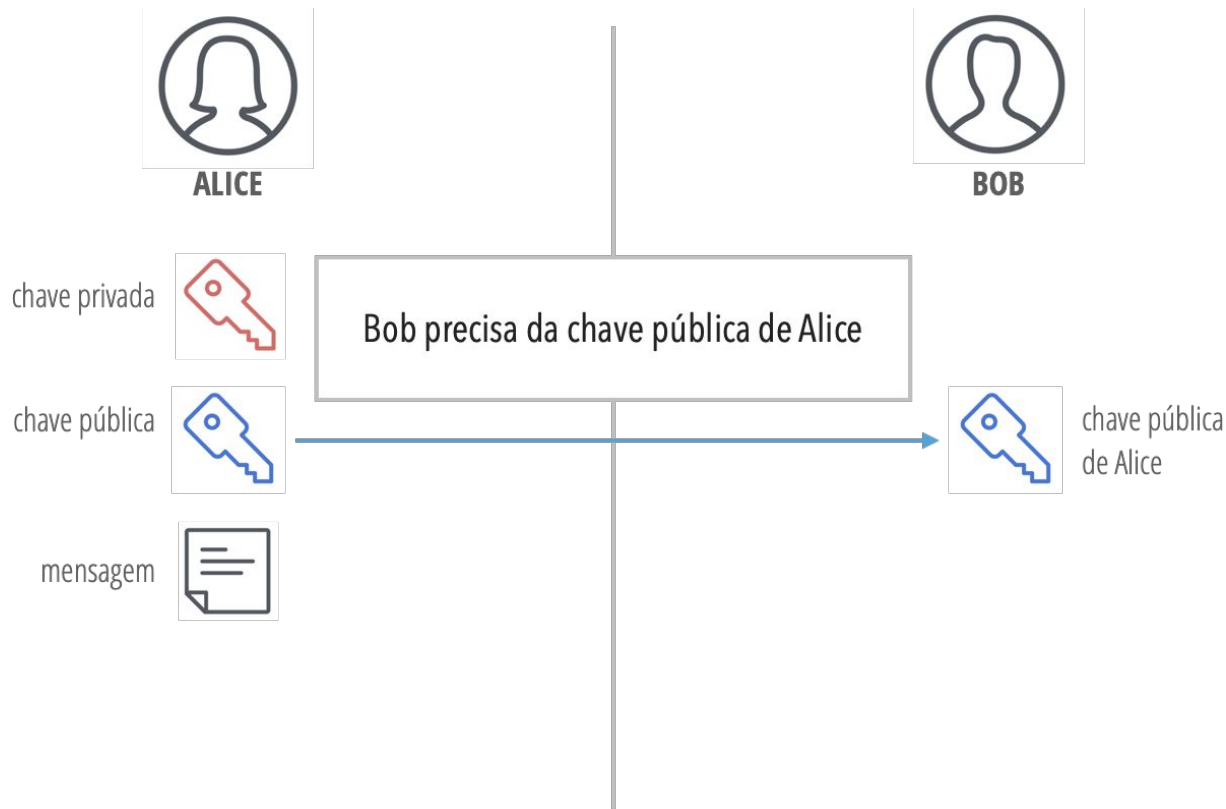 ALICE
BOB
chave privada
Bob precisa da chave pública de Alice
chave pública
chave pública
de Alice
mensagem